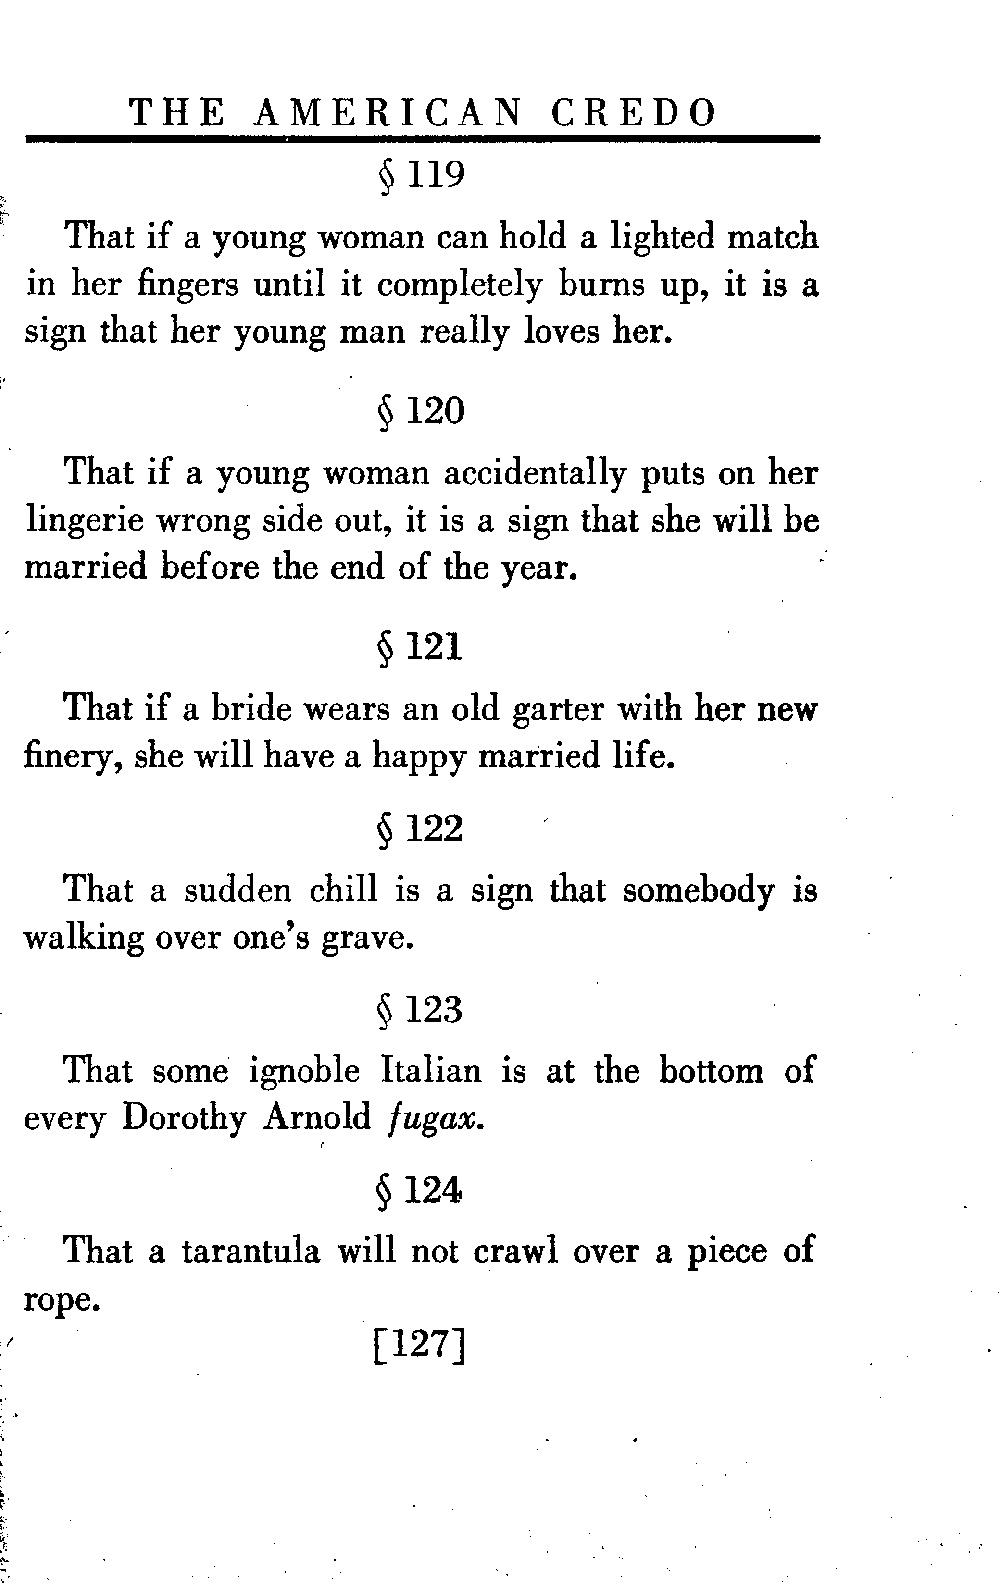 THE AMERICAN CREDO
§ 119
That if a young woman can hold a lighted match
in her fingers until it completely burns up, it is a
sign that her young man really loves her.
§ 120
That if a young woman accidentally puts on her
lingerie wrong side out, it is a sign that she will be
married before the end of the year.
§ 121
That if a bride wears an old garter with her new
finery, she will have a happy married life.
§ 122
That a sudden chill is a sign that somebody is
walking over one's grave.
§ 123
That some ignoble Italian is at the bottom of
every Dorothy Arnold fugax.
§ 124
That a tarantula will not crawl over a piece of
rope.
[127]